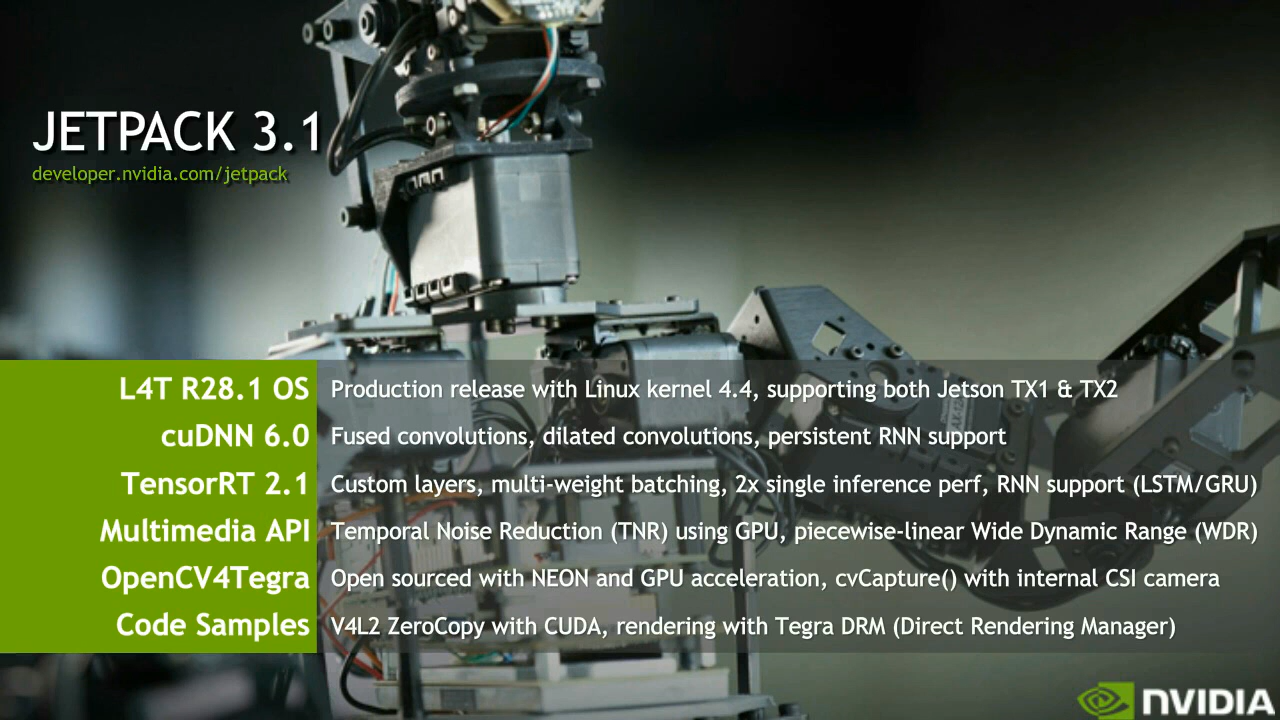 JETPACK 3.1
developer.nvidia.com/jetpack
L4T R28.1 OS Production release with Linux kernel 4.4, supporting both Jetson TX1 & TX2
cuDNN 6.0 Fused convolutions, dilated convolutions, persistent RNN support
TensorRT 2.1 Custom layers, multi-weight batching, 2x single inference perf, RNN support (LSTM/GRU)
Multimedia API Temporal Noise Reduction (TNR) using GPU, piecewise-linear Wide Dynamic Range (WDR)
OpenCV4Tegra Open sourced with NEON and GPU acceleration, cvCapture() with internal CSI camera
Code Samples V4L2 ZeroCopy with CUDA, rendering with Tegra DRM (Direct Rendering Manager)
NVIDIA